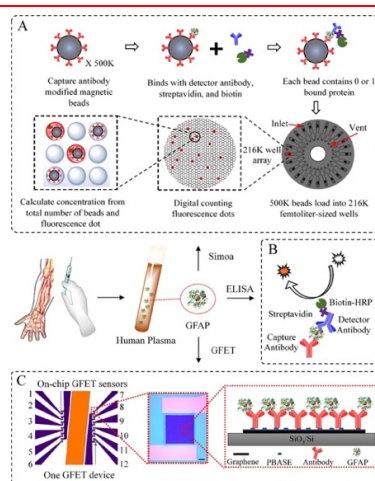 A
X 500K
Capture antibody
modified magnetic
beads
Binds with detector antibody,
streptavidin, and biotin
Each bead contains 0 or 1
bound protein
Inlet
Vent
216K well
array
Calculate concentration from
total number of beads and
fluorescence dot
Digital counting
fluorescence dots
500K beads load into 216K
femtoliter-sized wells
Simoa
Human Plasma
GFAP
ELISA
GFET
B
Biotin-HRP
Streptavidin
Detector
Antibody
Capture
Antibody
C
On-chip GFET sensors
1
2
3
4
5
6
7
8
9
10
11
12
One GFET device
SiO2/Si
Graphene
PBASE
Antibody
GFAP